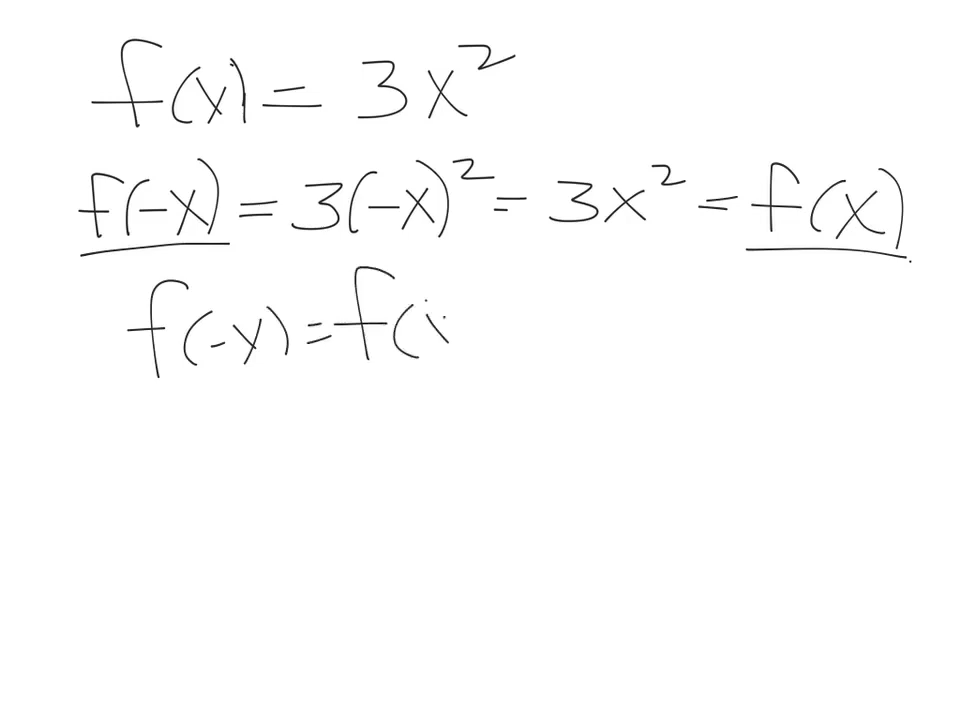 f(x) = 3x²
f(-x) = 3(-x)² = 3x² = f(x)
f(-x) = f(